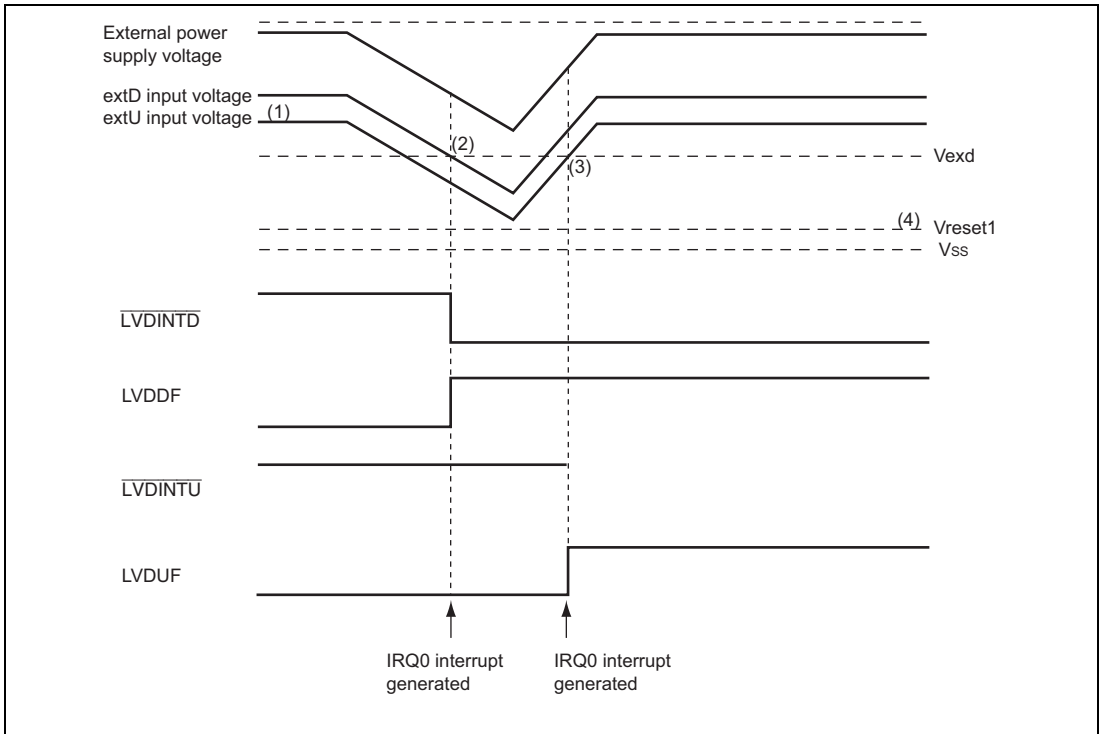 External power
supply voltage
extD input voltage
extU input voltage
(1)
(2)
(3)
Vexd
(4)
Vreset1
Vss
LVDINTD
LVDDF
LVDINTU
LVDUF
IRQ0 interrupt
generated
IRQ0 interrupt
generated